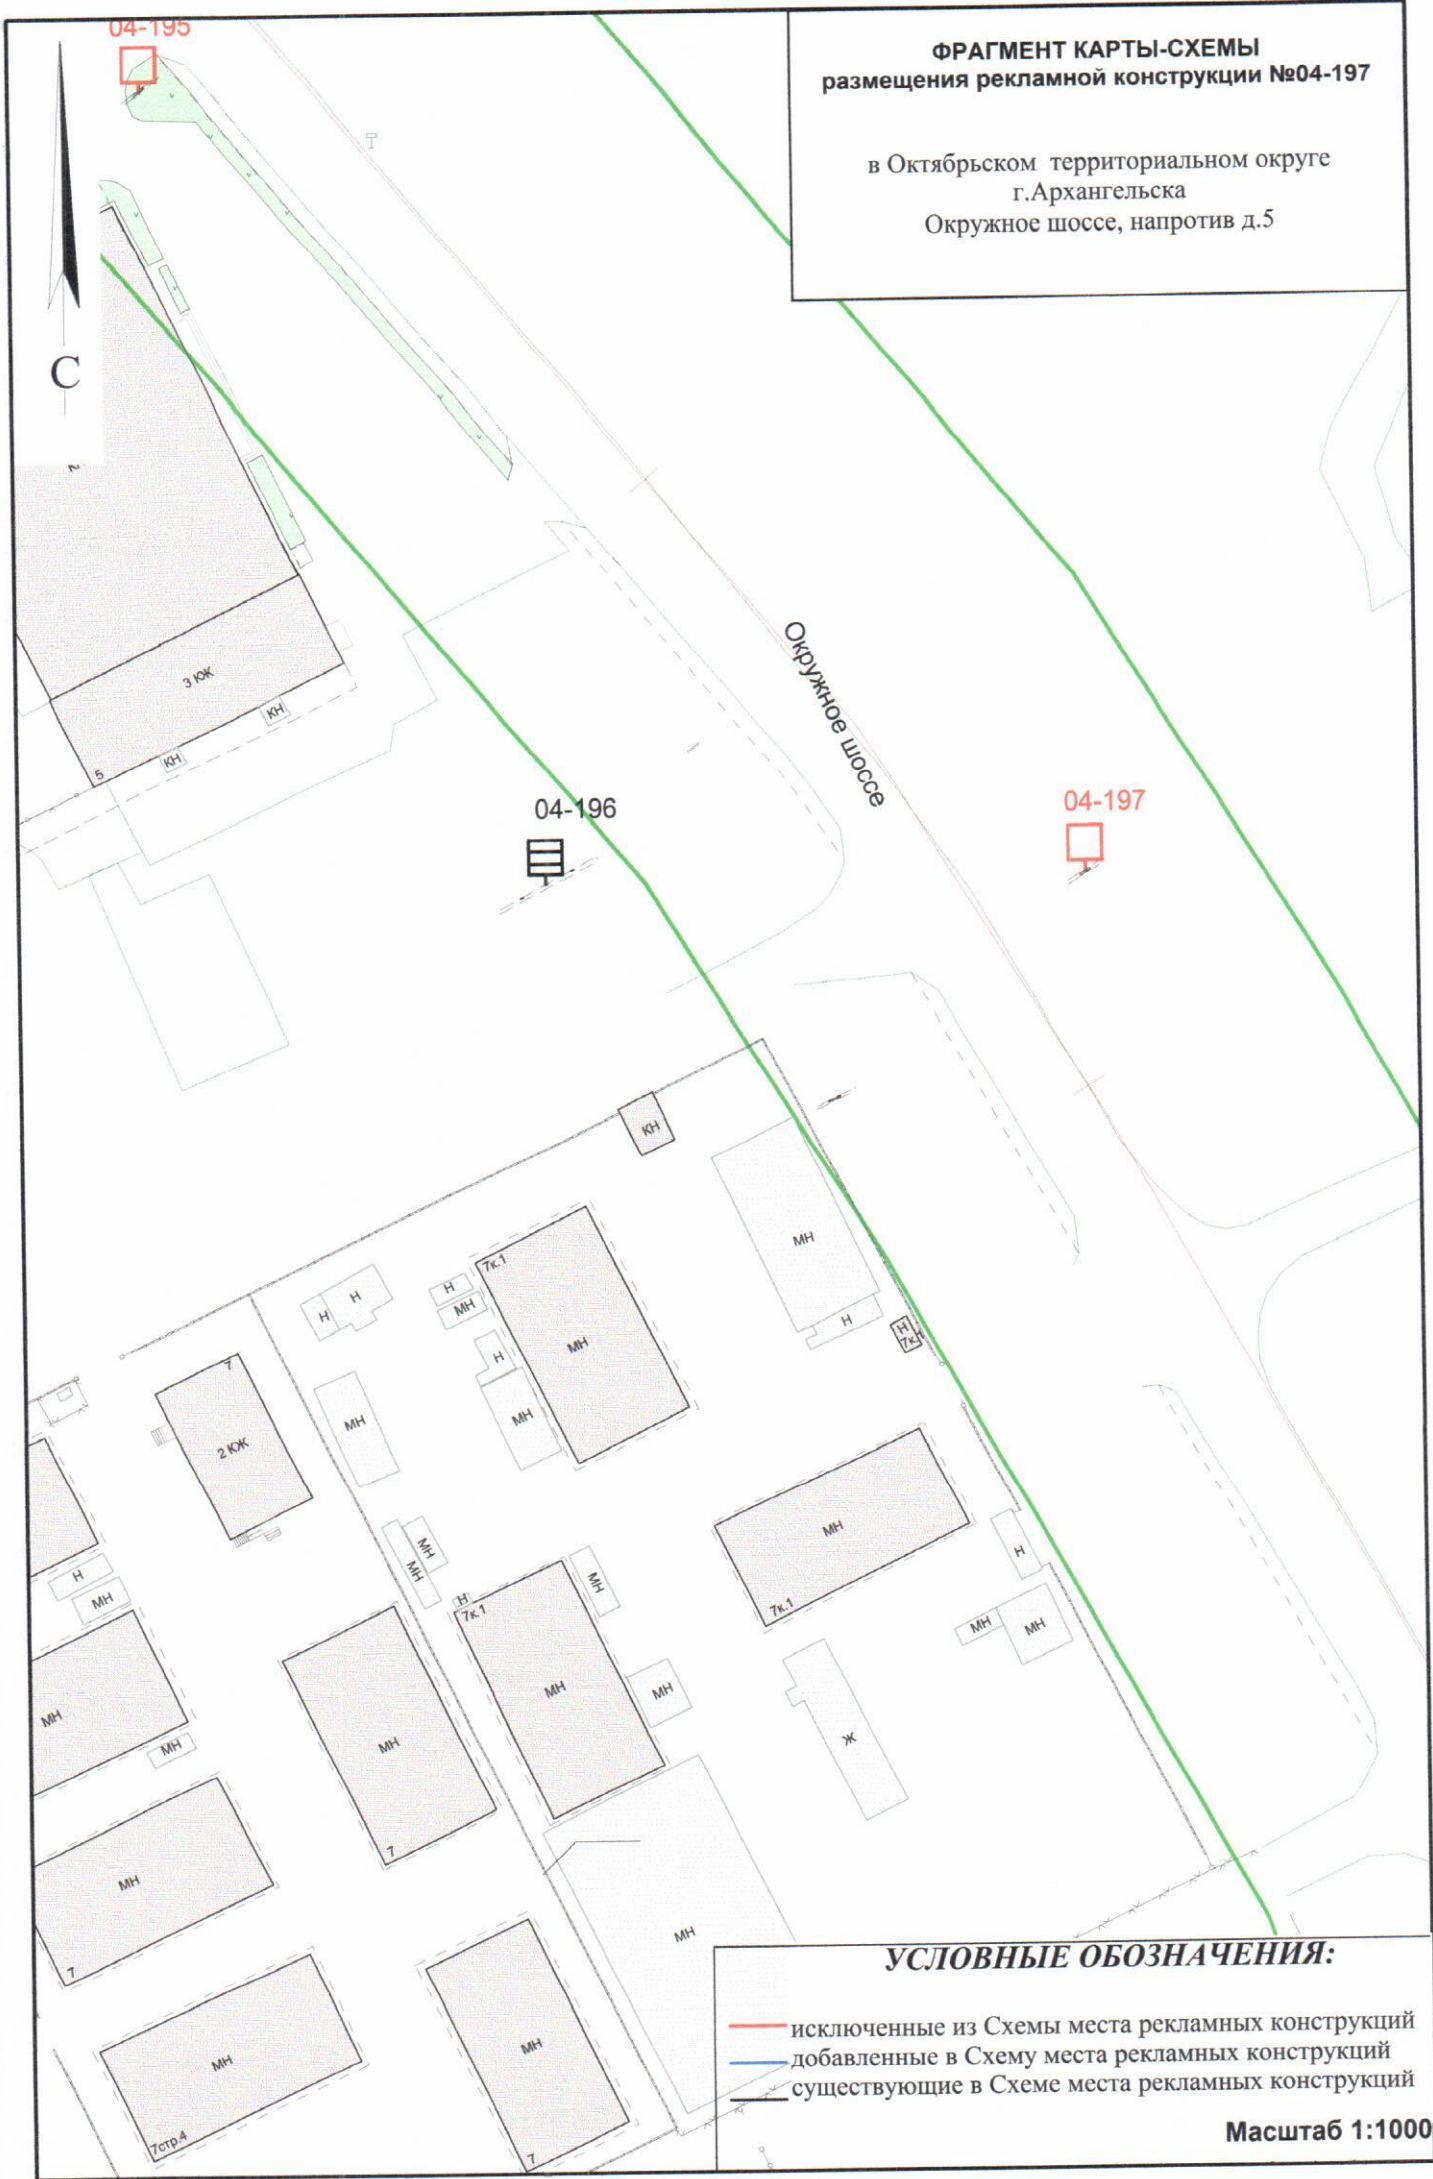 04-195
ФРАГМЕНТ КАРТЫ-СХЕМЫ
размещения рекламной конструкции №04-197
в Октябрьском территориальном округе
г.Архангельска
Окружное шоссе, напротив д.5
С
3 КЖ
КН
КН
5
Окружное шоссе
04-196
04-197
КН
МН
Н
Н
7к.1
7к.1
МН
Н
МН
Н
МН
Н
Н
МН
7
2 КЖ
МН
МН
Н
7к.1
МН
МН
МН
7к.1
МН
Н
МН
МН
Ж
Н
МН
МН
МН
МН
7
МН
7
МН
7стр.4
МН
7
МН
УСЛОВНЫЕ ОБОЗНАЧЕНИЯ:
исключенные из Схемы места рекламных конструкций
добавленные в Схему места рекламных конструкций
существующие в Схеме места рекламных конструкций
Масштаб 1:1000